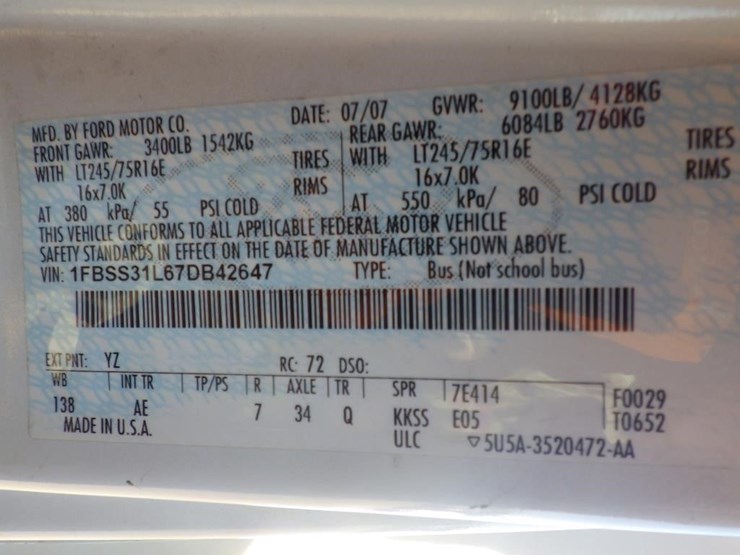 MFD. BY FORD MOTOR CO. DATE: 07/07 GVWR: 9100LB/ 4128KG
FRONT GAWR: 3400LB 1542KG REAR GAWR: 6084LB 2760KG
WITH LT245/75R16E TIRES WITH LT245/75R16E TIRES
16x7.0K RIMS 16x7.0K RIMS
AT 380 kPa/ 55 PSI COLD AT 550 kPa/ 80 PSI COLD
THIS VEHICLE CONFORMS TO ALL APPLICABLE FEDERAL MOTOR VEHICLE
SAFETY STANDARDS IN EFFECT ON THE DATE OF MANUFACTURE SHOWN ABOVE.
VIN: 1FBSS31L67DB42647 TYPE: Bus (Not school bus)
EXT PNT: YZ RC: 72 DSO:
WB INT TR TP/PS R AXLE TR SPR 7E414 F0029
138 AE 7 34 Q KKSS E05 T0652
MADE IN U.S.A. ULC ▽5U5A-3520472-AA